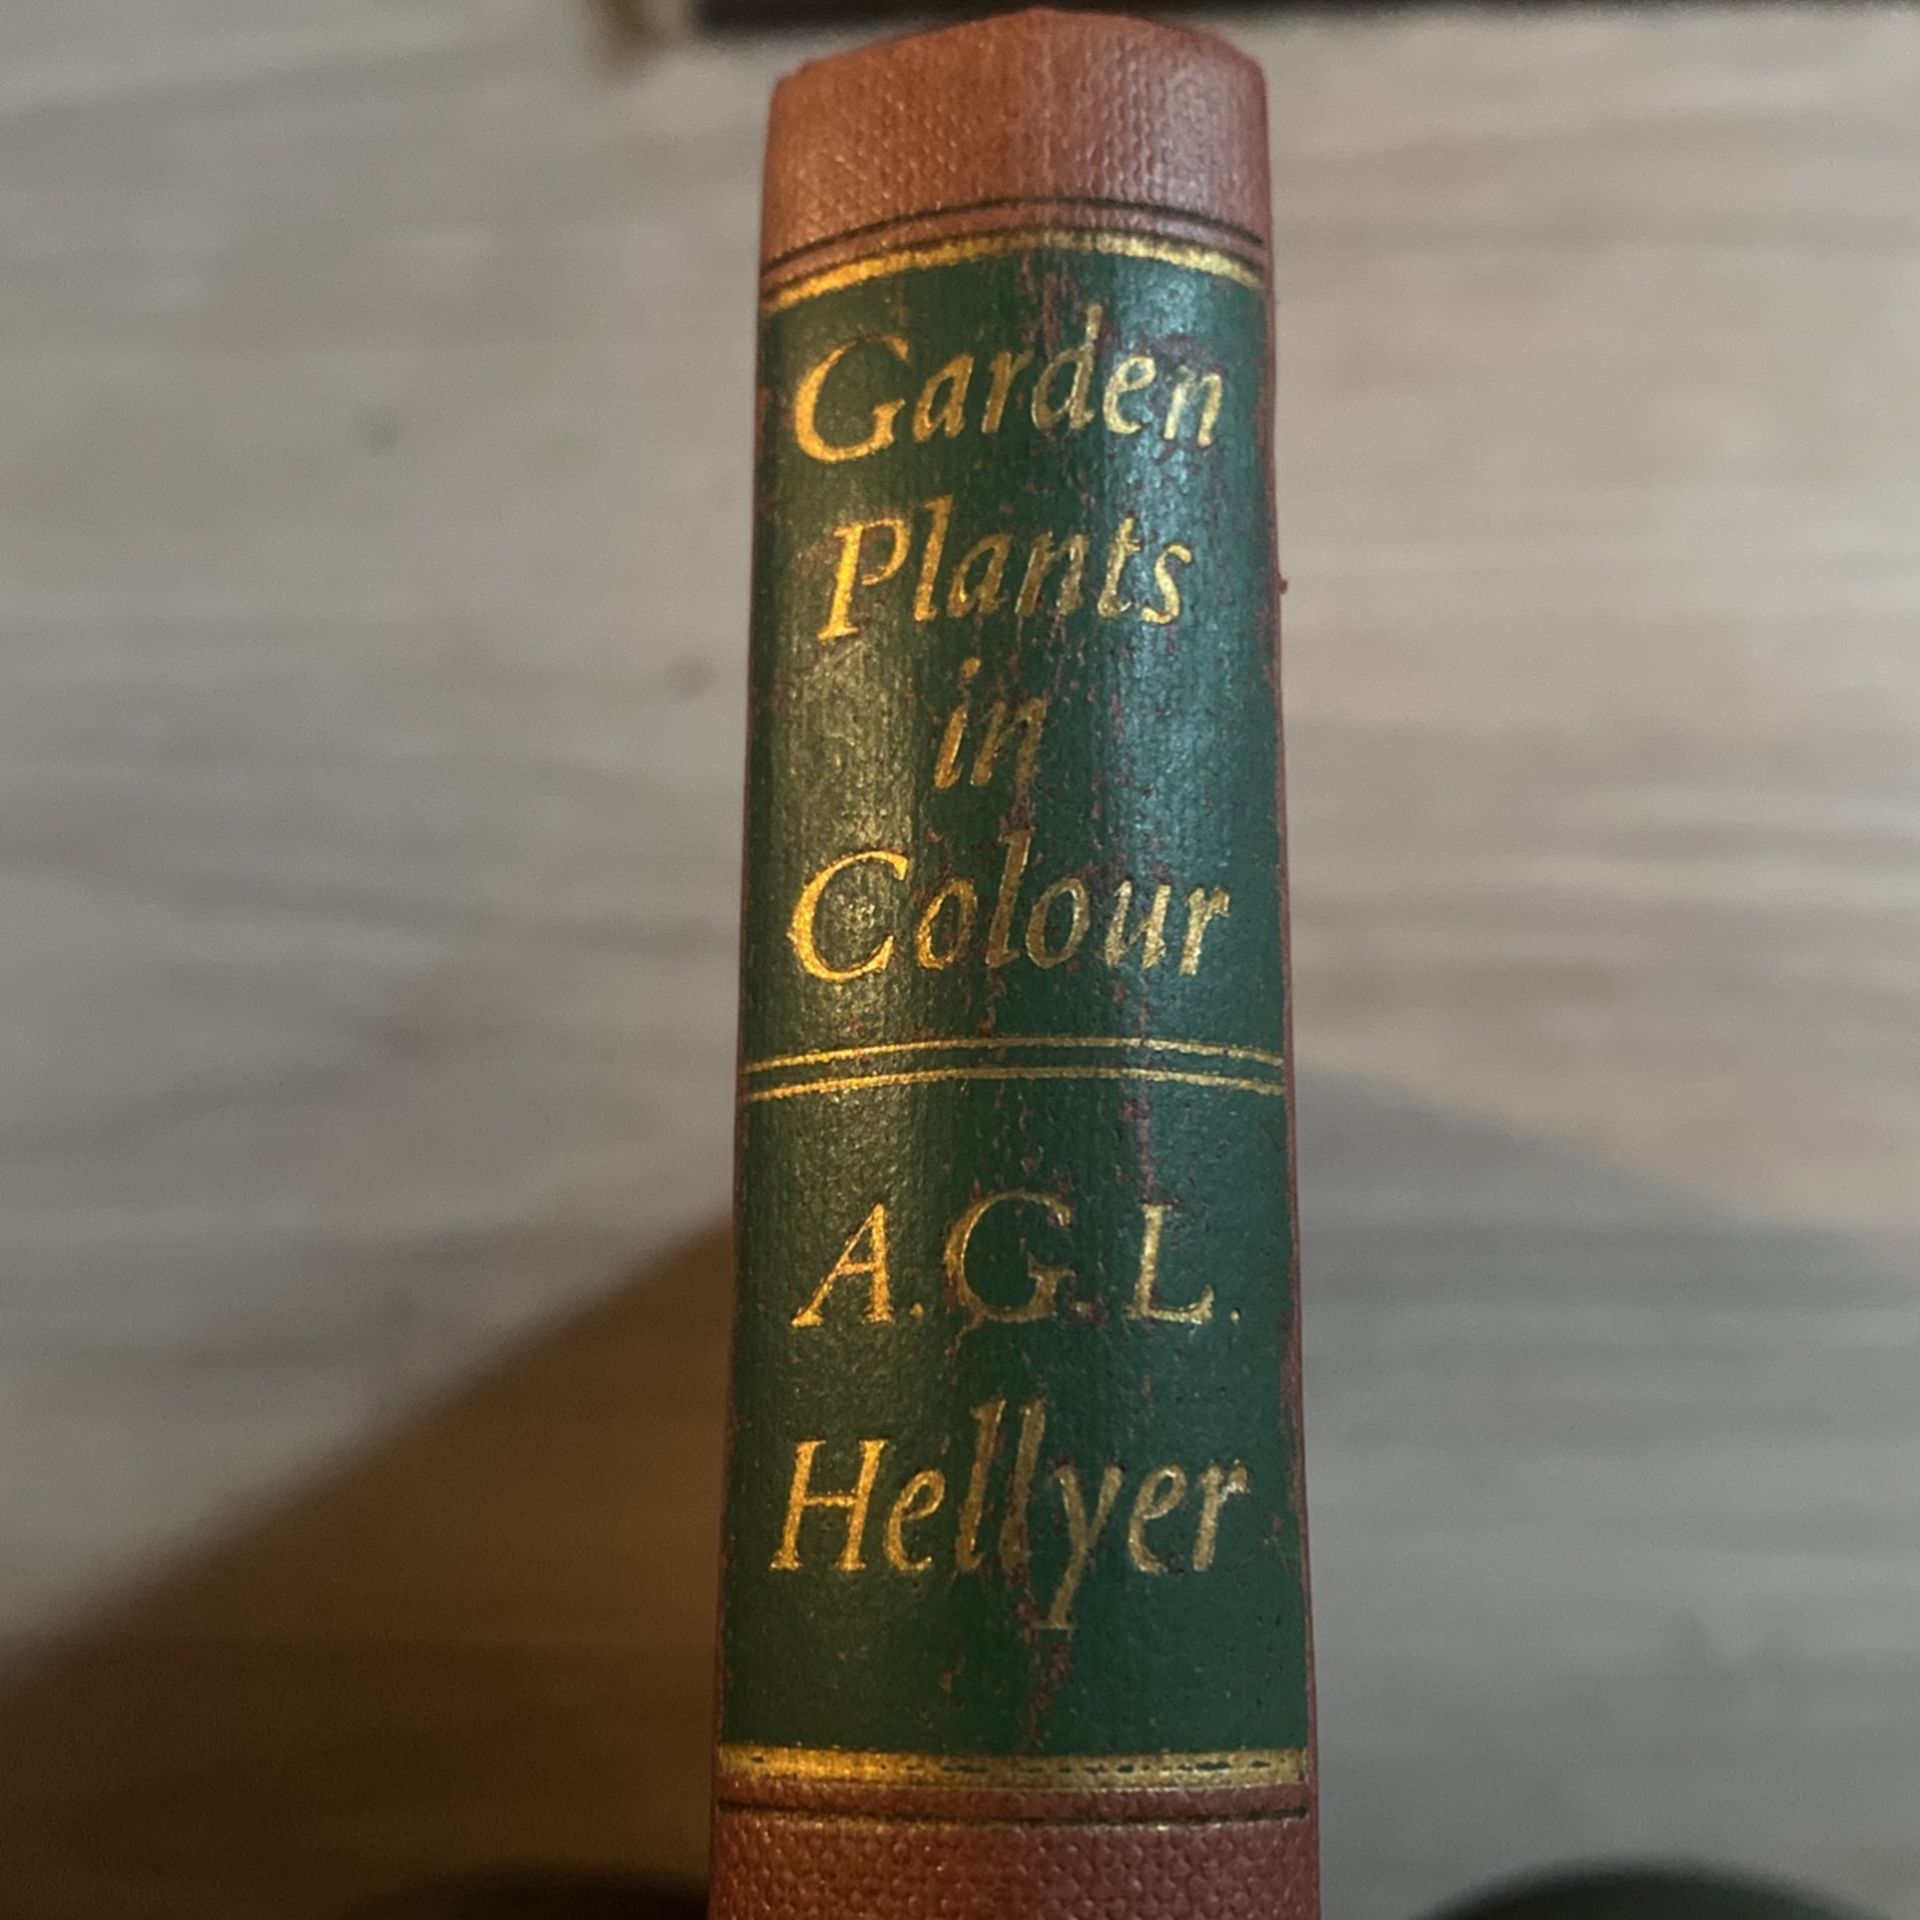 Garden
Plants
in
Colour
A.G.L.
Hellyer